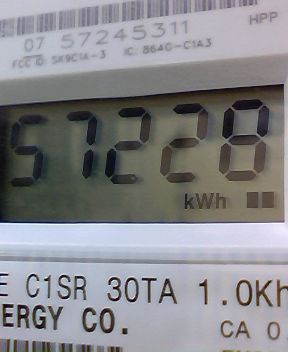 07 57245311
HPP
FCC ID: SK9C1A-3 IC: 864G-C1A3
57228
kWh
E C1SR 30TA 1.0Kh
ERGY CO.
CA 0.